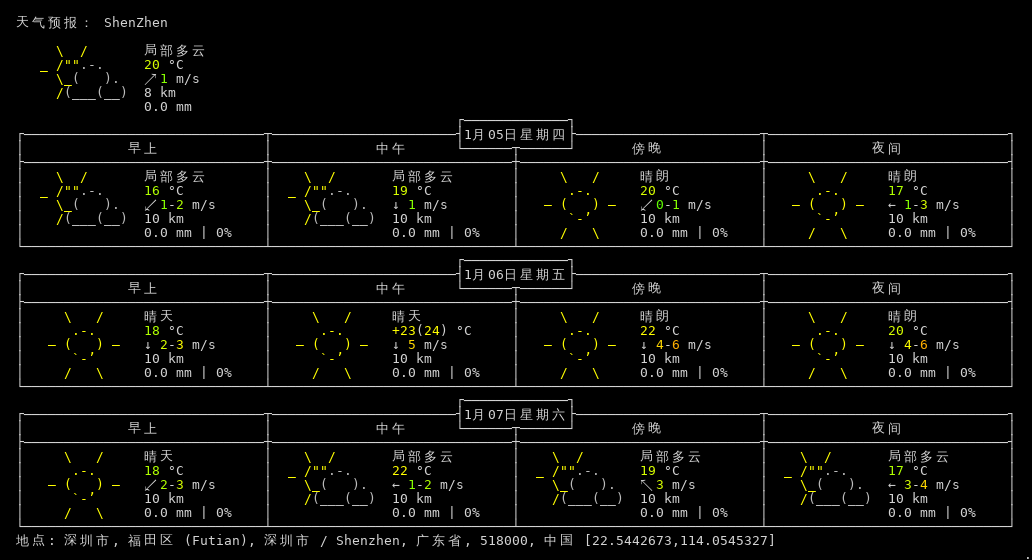 天气预报： ShenZhen
局部多云
20 °C
↗1 m/s
8 km
0.0 mm
1月05日星期四
早上 中午 傍晚 夜间
局部多云 局部多云 晴朗 晴朗
16 °C 19 °C 20 °C 17 °C
↙1-2 m/s ↓ 1 m/s ↙0-1 m/s ← 1-3 m/s
10 km 10 km 10 km 10 km
0.0 mm | 0% 0.0 mm | 0% 0.0 mm | 0% 0.0 mm | 0%
1月06日星期五
早上 中午 傍晚 夜间
晴天 晴天 晴朗 晴朗
18 °C +23(24) °C 22 °C 20 °C
↓ 2-3 m/s ↓ 5 m/s ↓ 4-6 m/s ↓ 4-6 m/s
10 km 10 km 10 km 10 km
0.0 mm | 0% 0.0 mm | 0% 0.0 mm | 0% 0.0 mm | 0%
1月07日星期六
早上 中午 傍晚 夜间
晴天 局部多云 局部多云 局部多云
18 °C 22 °C 19 °C 17 °C
↙2-3 m/s ← 1-2 m/s ↖3 m/s ← 3-4 m/s
10 km 10 km 10 km 10 km
0.0 mm | 0% 0.0 mm | 0% 0.0 mm | 0% 0.0 mm | 0%
地点: 深圳市, 福田区 (Futian), 深圳市 / Shenzhen, 广东省, 518000, 中国 [22.5442673,114.0545327]